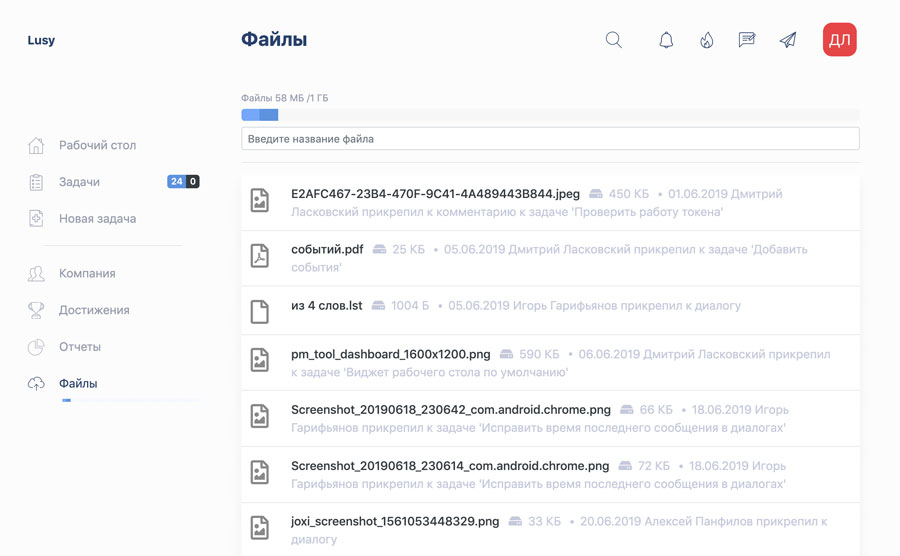 Lusy
Файлы
ДЛ
Рабочий стол
Задачи 24 0
Новая задача
Компания
Достижения
Отчеты
Файлы
Файлы 58 МБ /1 ГБ
Введите название файла
E2AFC467-23B4-470F-9C41-4A489443B844.jpeg 450 КБ • 01.06.2019 Дмитрий
Ласковский прикрепил к комментарию к задаче 'Проверить работу токена'
событий.pdf 25 КБ • 05.06.2019 Дмитрий Ласковский прикрепил к задаче 'Добавить
события'
из 4 слов.lst 1004 Б • 05.06.2019 Игорь Гарифьянов прикрепил к диалогу
pm_tool_dashboard_1600x1200.png 590 КБ • 06.06.2019 Дмитрий Ласковский прикрепил
к задаче 'Виджет рабочего стола по умолчанию'
Screenshot_20190618_230642_com.android.chrome.png 66 КБ • 18.06.2019 Игорь
Гарифьянов прикрепил к задаче 'Исправить время последнего сообщения в диалогах'
Screenshot_20190618_230614_com.android.chrome.png 72 КБ • 18.06.2019 Игорь
Гарифьянов прикрепил к задаче 'Исправить время последнего сообщения в диалогах'
joxi_screenshot_1561053448329.png 33 КБ • 20.06.2019 Алексей Панфилов прикрепил к
диалогу